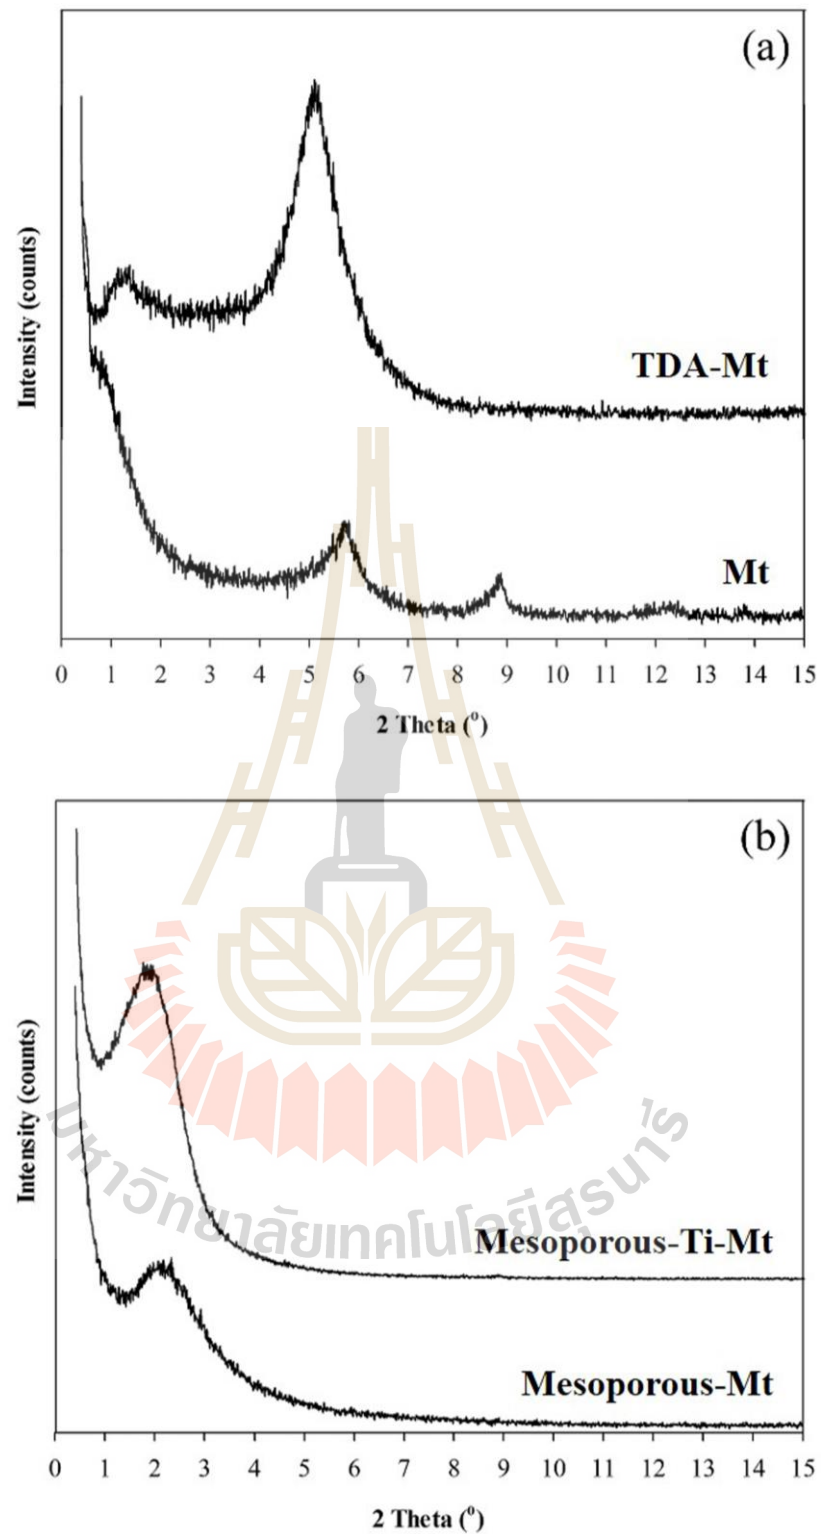 (a)
Intensity (counts)
TDA-Mt
Mt
0 1 2 3 4 5 6 7 8 9 10 11 12 13 14 15
2 Theta (°)
(b)
Intensity (counts)
มหาวิทยาลัยเทคโนโลยีสุรนารี
Mesoporous-Ti-Mt
Mesoporous-Mt
0 1 2 3 4 5 6 7 8 9 10 11 12 13 14 15
2 Theta (°)